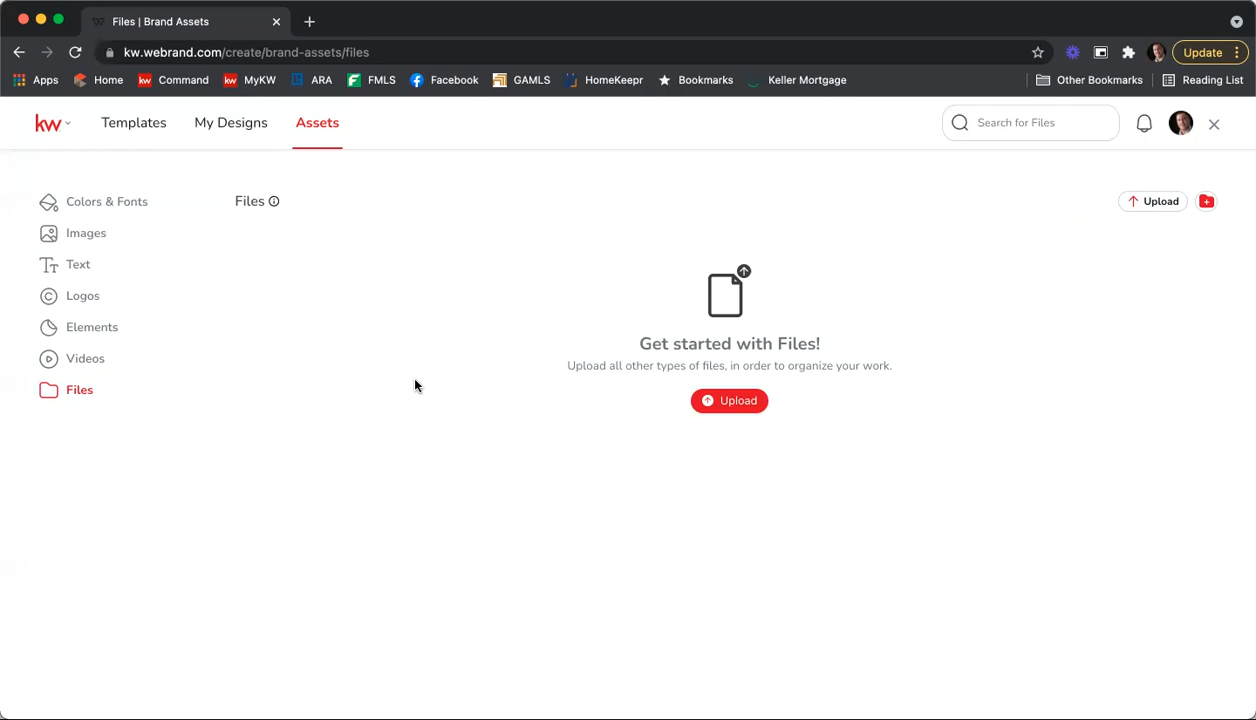 Files | Brand Assets
kw.webrand.com/create/brand-assets/files
Update
Apps Home kw Command kw MyKW ARA FMLS Facebook GAMLS HomeKeepr Bookmarks Keller Mortgage Other Bookmarks Reading List
kw Templates My Designs Assets Search for Files
Colors & Fonts
Files
Upload
Images
Text
Logos
Elements
Videos
Files
Get started with Files!
Upload all other types of files, in order to organize your work.
Upload